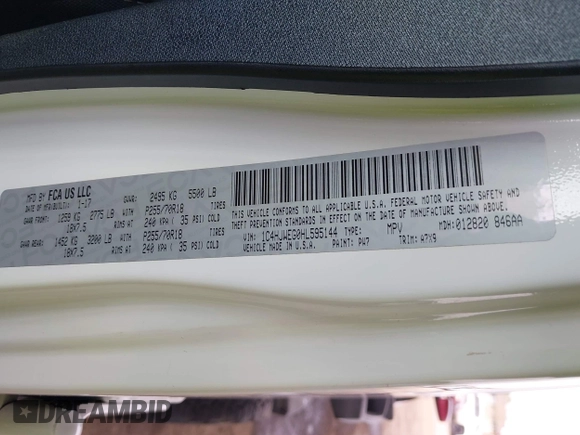 MFD BY FCA US LLC
DATE OF MFR 1-17
GVWR: 2495 KG 5500 LB
GAWR FRONT: 1259 KG 2775 LB WITH P255/70R18 TIRES
18X7.5 RIMS AT 240 KPA ( 35 PSI) COLD
GAWR REAR: 1452 KG 3200 LB WITH P255/70R18 TIRES
18X7.5 RIMS AT 240 KPA ( 35 PSI) COLD
THIS VEHICLE CONFORMS TO ALL APPLICABLE U.S.A. FEDERAL MOTOR VEHICLE SAFETY AND
THEFT PREVENTION STANDARDS IN EFFECT ON THE DATE OF MANUFACTURE SHOWN ABOVE.
VIN: 1C4HJWEG0HL595144 TYPE: MPV MDH: 012820 846AA
VEHICLE MADE IN U.S.A. PAINT: PW7 TRIM: A7X9
DREAMBID